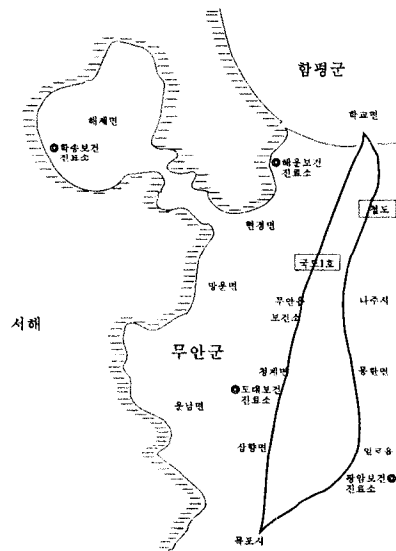 함평군
학교면
해제면
◎학송보건
진료소
◎해운보건
진료소
현경면
철도
국도1호
망운면
무안읍
보건소
나주시
서해
무안군
청계면
몽탄면
◎도대보건
진료소
운남면
삼향면
일로읍
평암보건◎
진료소
목포시